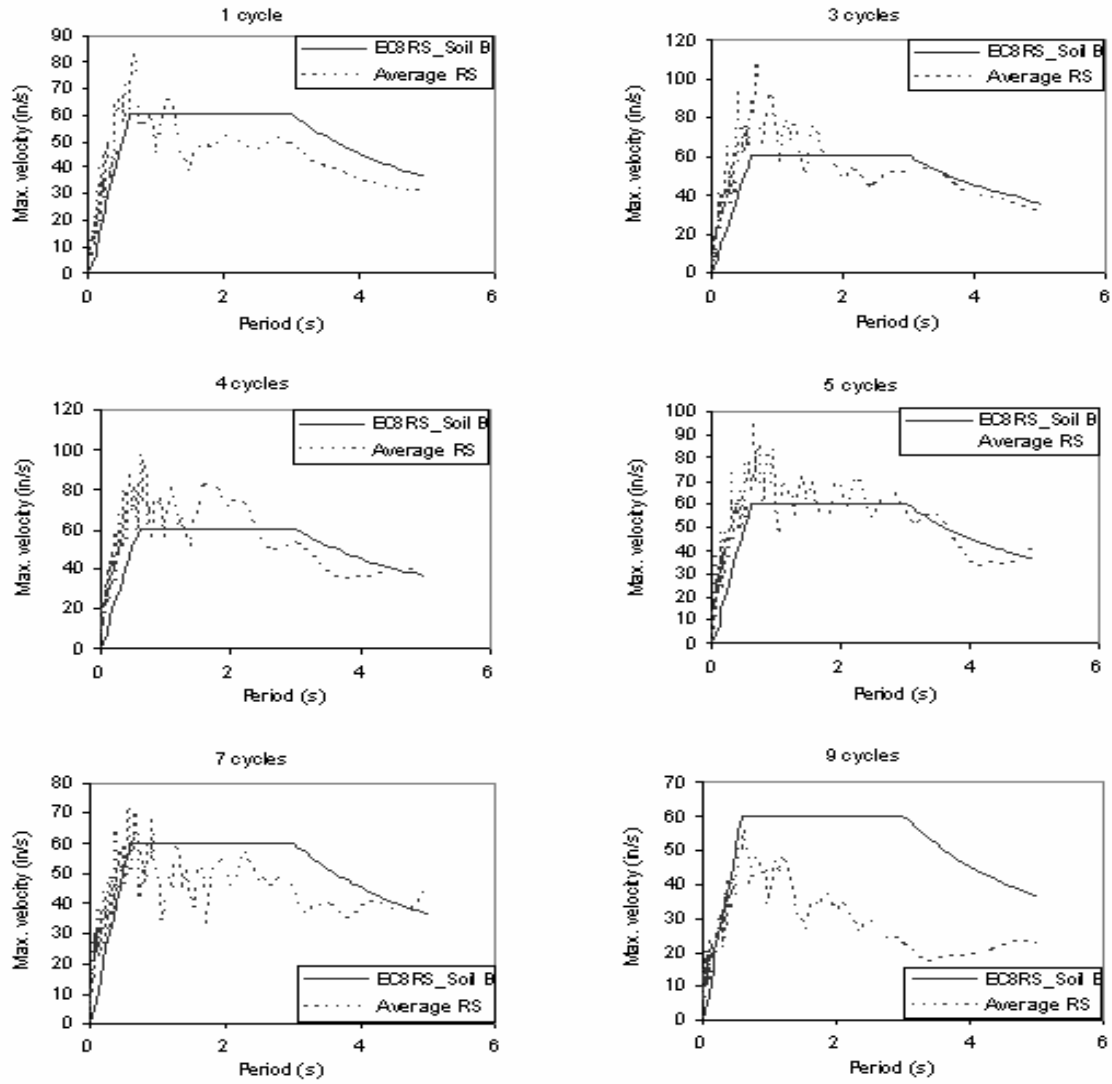 1 cycle
90
80
70
60
50
40
30
20
10
0
Max. velocity (in/s)
EC8RS_Soil B
Average RS
0 2 4 6
Period (s)
3 cycles
120
100
80
60
40
20
0
Max. velocity (in/s)
EC8RS_Soil B
Average RS
0 2 4 6
Period (s)
4 cycles
120
100
80
60
40
20
0
Max. velocity (in/s)
EC8RS_Soil B
Average RS
0 2 4 6
Period (s)
5 cycles
100
90
80
70
60
50
40
30
20
10
0
Max. velocity (in/s)
EC8RS_Soil B
Average RS
0 2 4 6
Period (s)
7 cycles
80
70
60
50
40
30
20
10
0
Max. velocity (in/s)
EC8RS_Soil B
Average RS
0 2 4 6
Period (s)
9 cycles
70
60
50
40
30
20
10
0
Max. velocity (in/s)
EC8RS_Soil B
Average RS
0 2 4 6
Period (s)